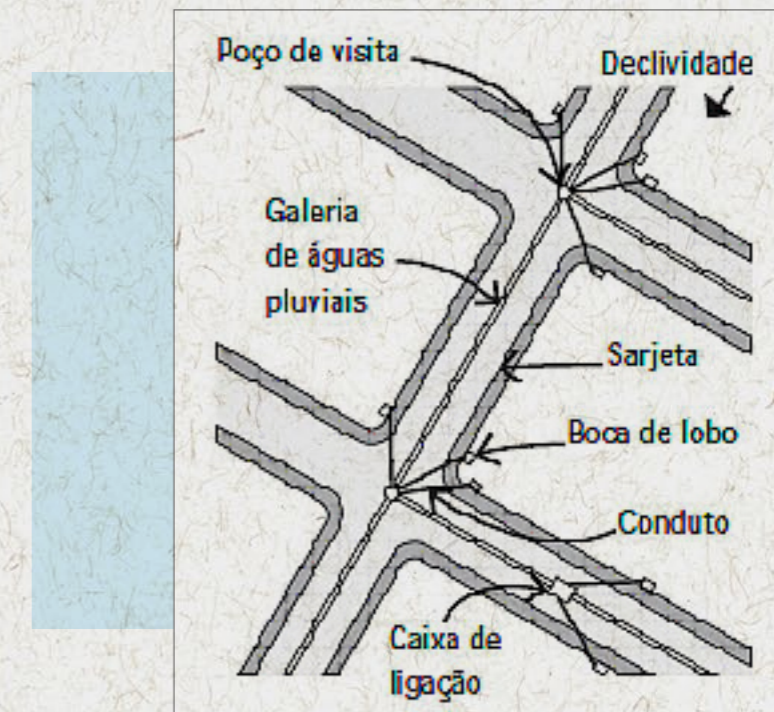 Poço de visita
Declividade
Galeria
de águas
pluviais
Sarjeta
Boca de lobo
Conduto
Caixa de
ligação